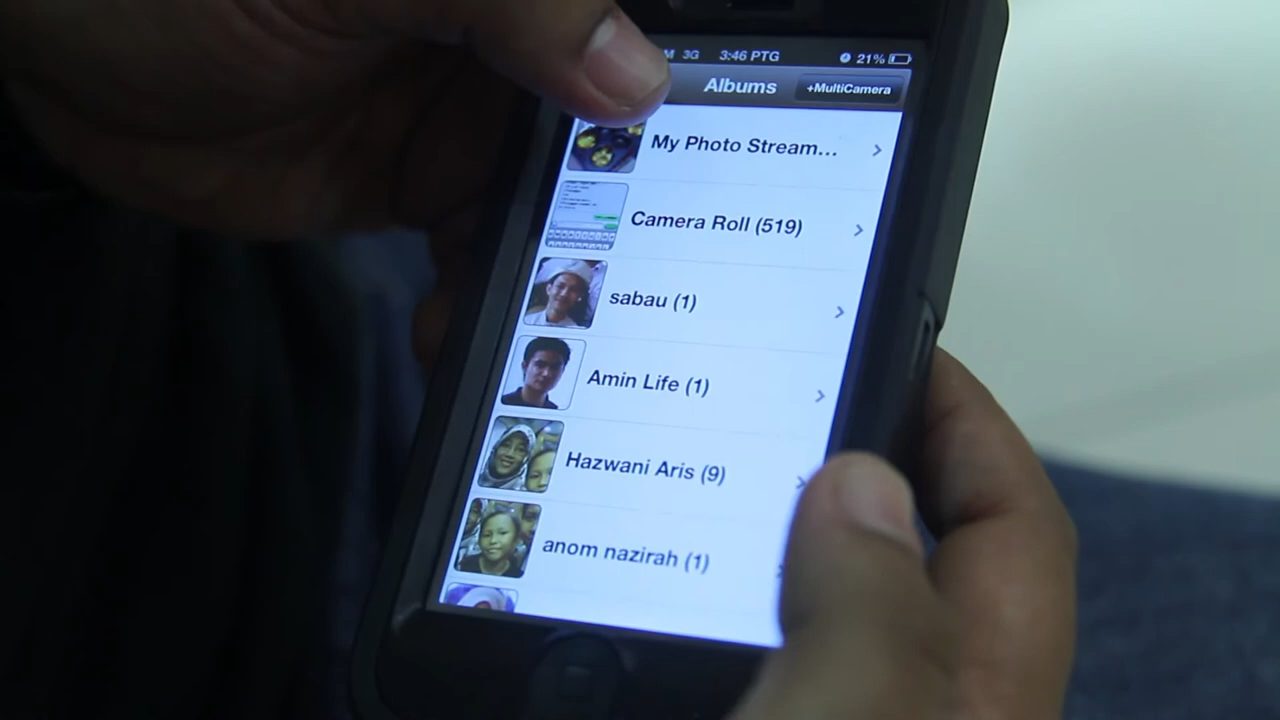 M 3G 3:46 PTG 21%
Albums +MultiCamera
My Photo Stream...
Camera Roll (519)
sabau (1)
Amin Life (1)
Hazwani Aris (9)
anom nazirah (1)